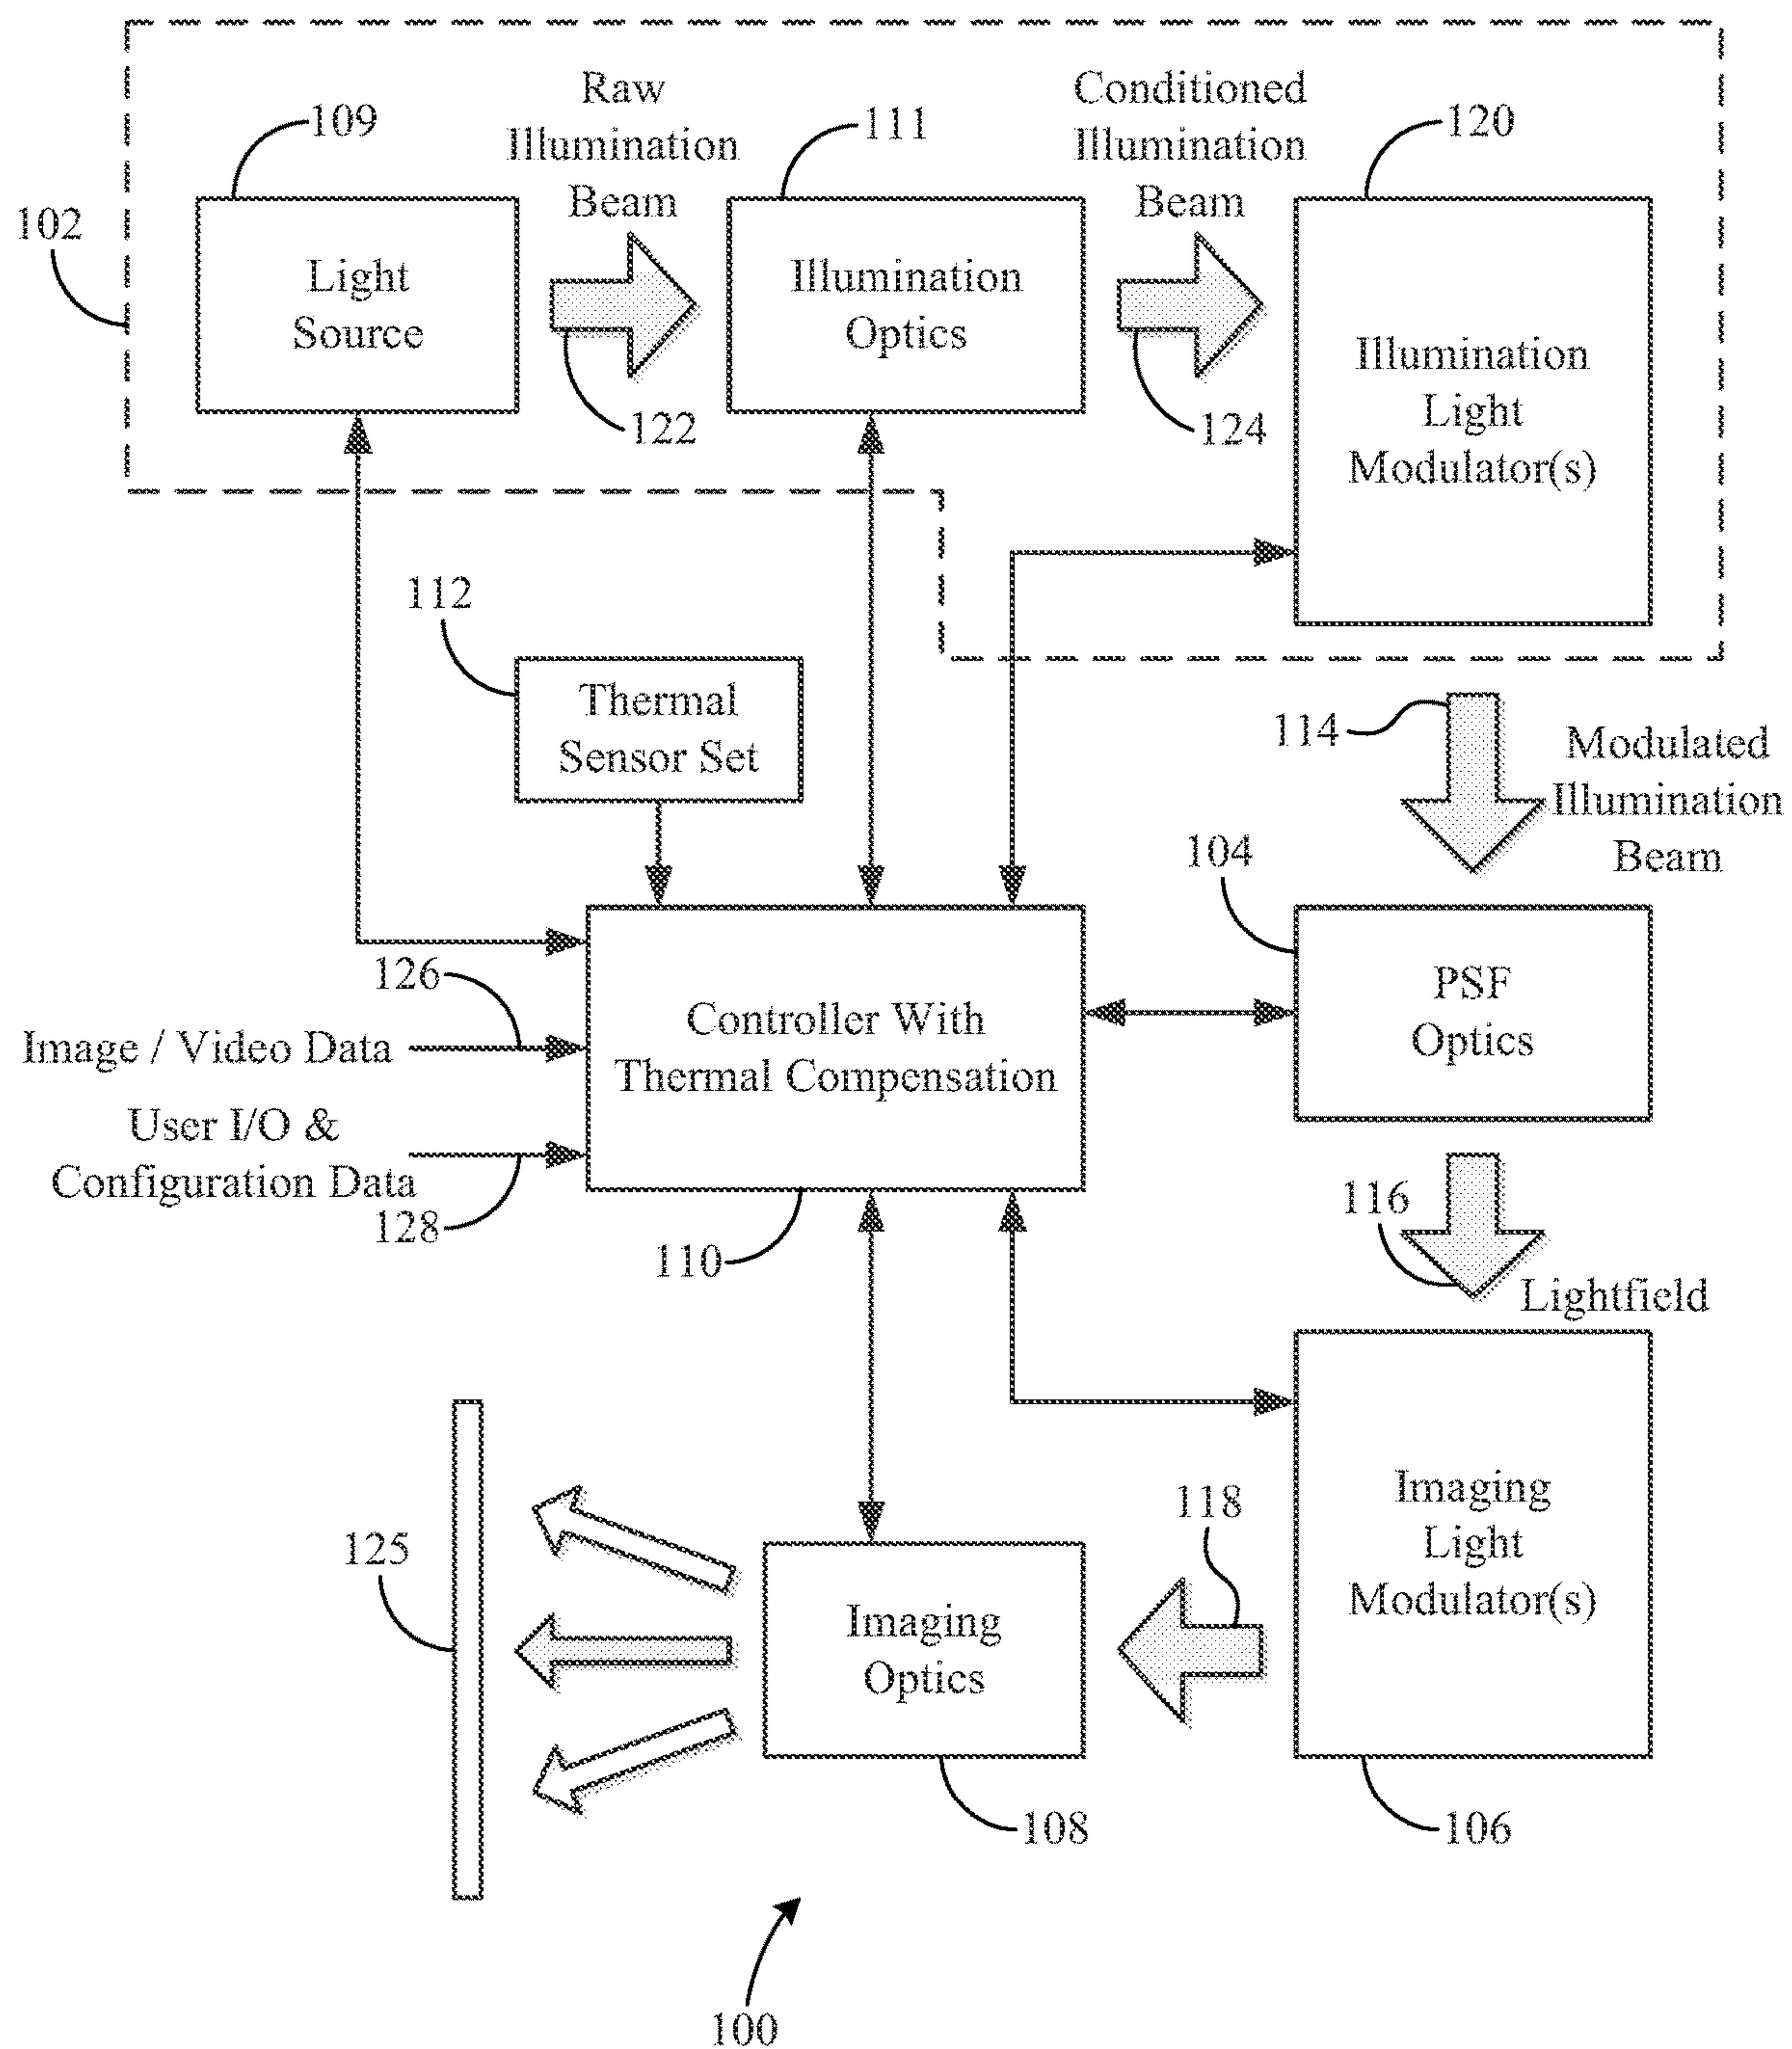 Raw
Illumination
Beam
Conditioned
Illumination
Beam
109
111
120
102
Light
Source
Illumination
Optics
Illumination
Light
Modulator(s)
122
124
112
Thermal
Sensor Set
114
Modulated
Illumination
Beam
104
126
PSF
Optics
Controller With
Thermal Compensation
Image / Video Data
User I/O &
Configuration Data
128
110
116
Lightfield
125
118
Imaging
Light
Modulator(s)
Imaging
Optics
108
106
100